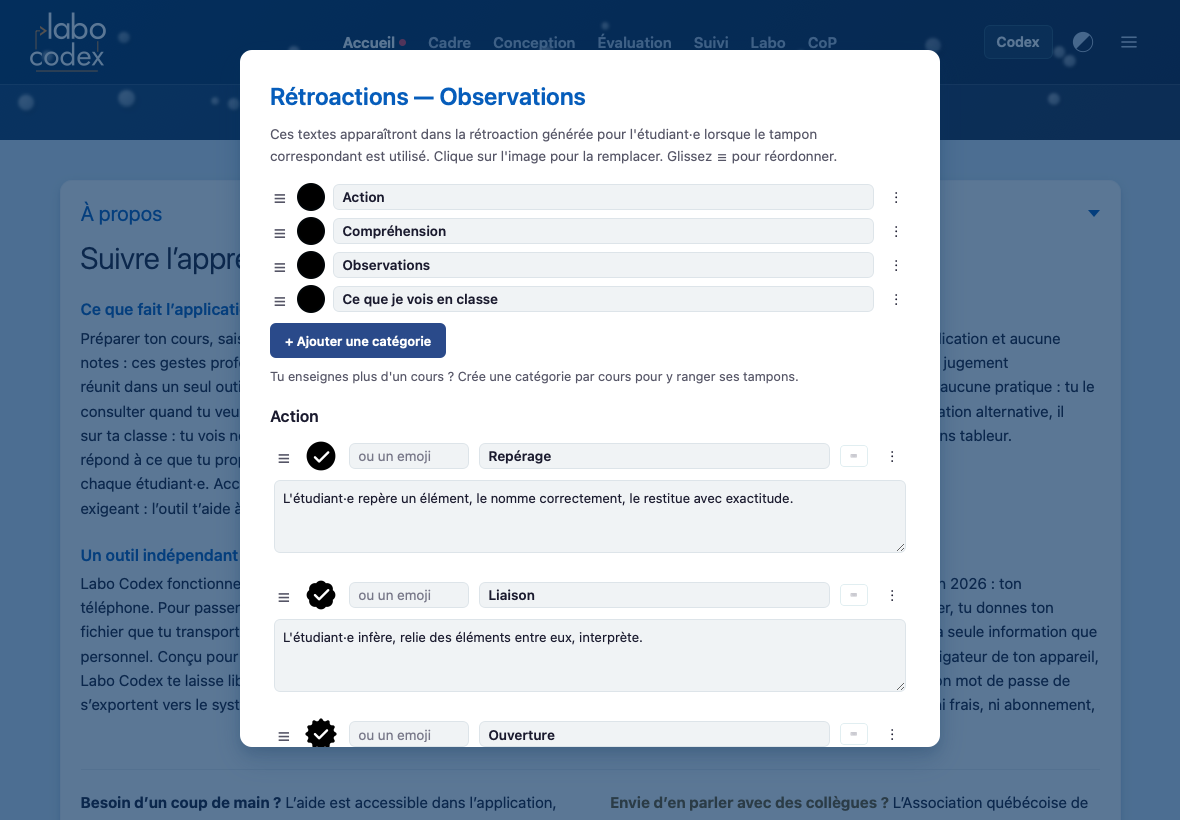 labo
codex
Accueil Cadre Conception Évaluation Suivi Labo CoP
Codex
Rétroactions — Observations
Ces textes apparaîtront dans la rétroaction générée pour l'étudiant·e lorsque le tampon
correspondant est utilisé. Clique sur l'image pour la remplacer. Glissez ≡ pour réordonner.
Action
Compréhension
Observations
Ce que je vois en classe
+ Ajouter une catégorie
Tu enseignes plus d'un cours ? Crée une catégorie par cours pour y ranger ses tampons.
Action
ou un emoji Repérage
L'étudiant·e repère un élément, le nomme correctement, le restitue avec exactitude.
ou un emoji Liaison
L'étudiant·e infère, relie des éléments entre eux, interprète.
ou un emoji Ouverture
À propos
Suivre l'appre
Ce que fait l'applicati
Préparer ton cours, sais
notes : ces gestes prof
réunit dans un seul outi
consulter quand tu veu
sur ta classe : tu vois n
répond à ce que tu prop
chaque étudiant·e. Acc
exigeant : l'outil t'aide à
lication et aucune
jugement
aucune pratique : tu le
ation alternative, il
ns tableur.
Un outil indépendant
Labo Codex fonctionne
téléphone. Pour passer
fichier que tu transport
personnel. Conçu pour
Labo Codex te laisse lib
s'exportent vers le syst
n 2026 : ton
er, tu donnes ton
a seule information que
igateur de ton appareil,
on mot de passe de
ni frais, ni abonnement,
Besoin d'un coup de main ? L'aide est accessible dans l'application,
Envie d'en parler avec des collègues ? L'Association québécoise de